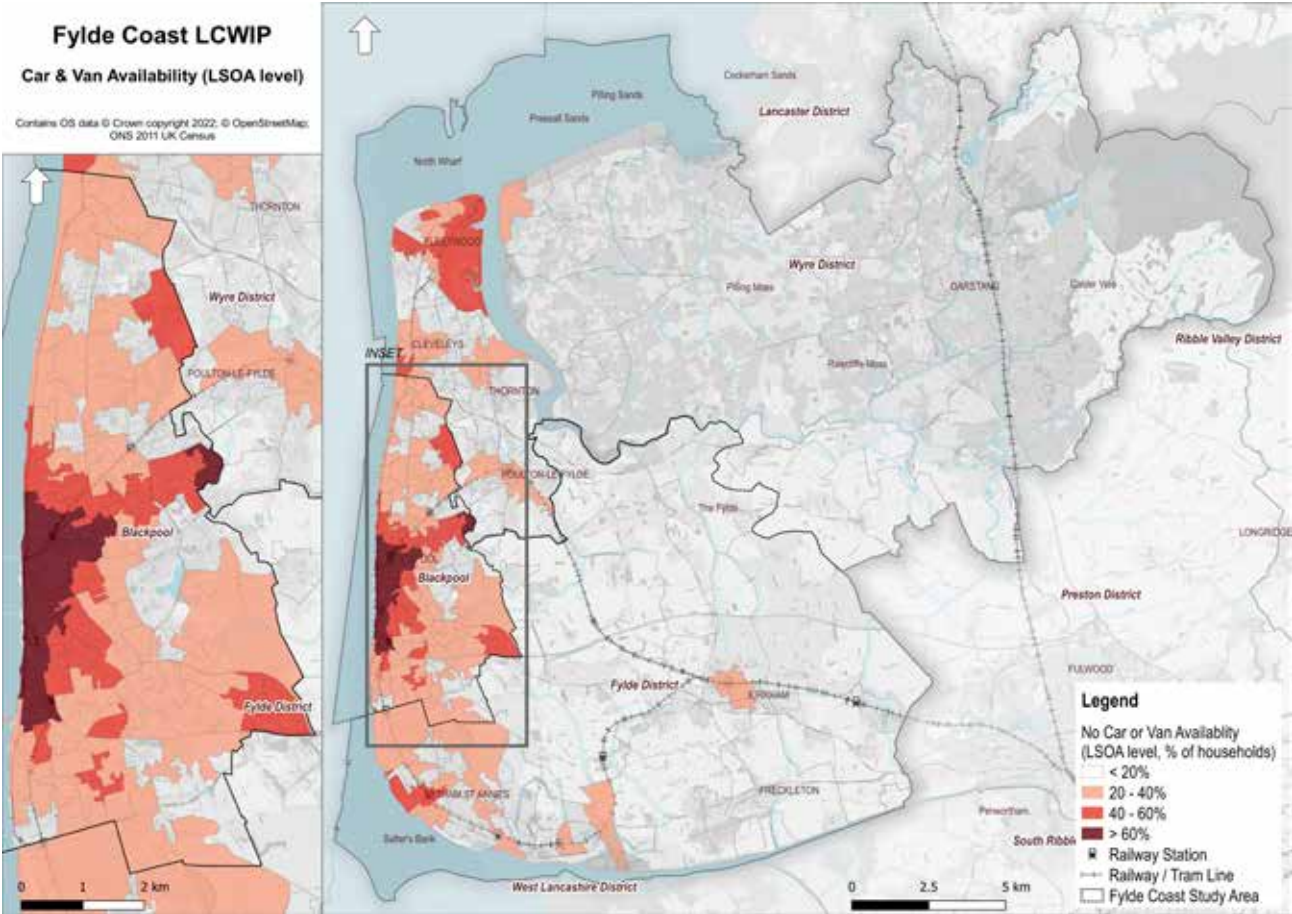 Fylde Coast LCWIP
Car & Van Availability (LSOA level)
Contains OS data © Crown copyright 2022; © OpenStreetMap;
ONS 2011 UK Census
THORNTON
Wyre District
POULTON-LE-FYLDE
Blackpool
Fylde District
0 1 2 km
Cockerham Sands
Pilling Sands
Lancaster District
Preesall Sands
North Wharf
FLEETWOOD
Wyre District
Pilling Moss
GARSTANG
Calder Vale
Ribble Valley District
CLEVELEYS
INSET
Rawcliffe Moss
THORNTON
POULTON-LE-FYLDE
The Fylde
LONGRIDGE
Blackpool
Preston District
FULWOOD
Fylde District
KIRKHAM
LYTHAM ST ANNES
FRECKLETON
Salter's Bank
Penwortham
South Ribble
West Lancashire District
0 2.5 5 km
Legend
No Car or Van Availablity
(LSOA level, % of households)
< 20%
20 - 40%
40 - 60%
> 60%
Railway Station
Railway / Tram Line
Fylde Coast Study Area